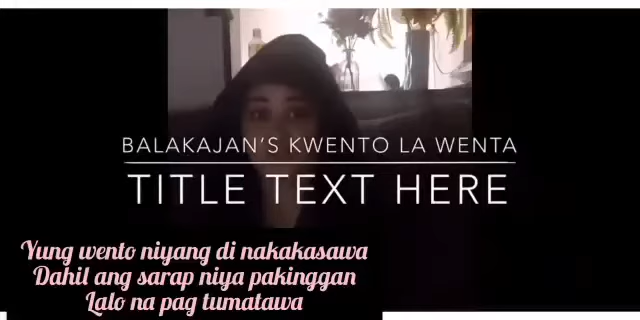 BALAKAJAN'S KWENTO LA WENTA
TITLE TEXT HERE
Yung wento niyang di nakakasawa
Dahil ang sarap niya pakinggan
Lalo na pag tumatawa